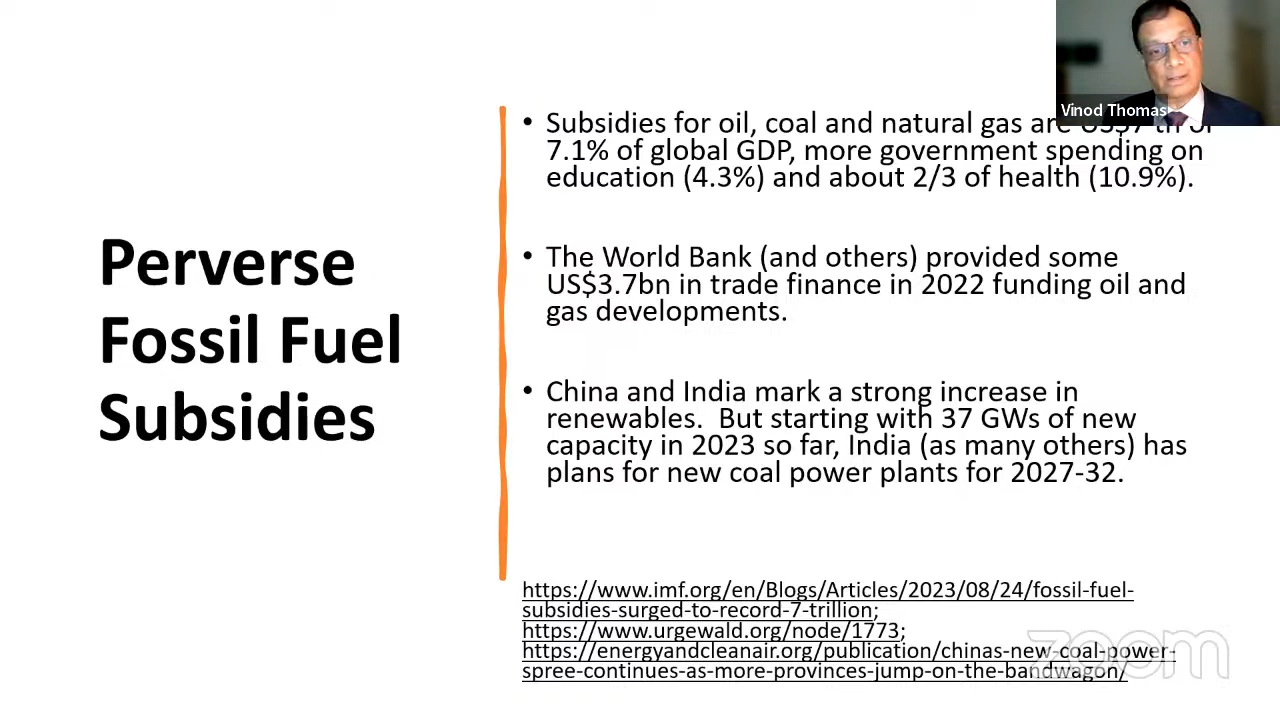 Vinod Thomas
Perverse
Fossil Fuel
Subsidies
• Subsidies for oil, coal and natural gas are
7.1% of global GDP, more government spending on
education (4.3%) and about 2/3 of health (10.9%).
• The World Bank (and others) provided some
US$3.7bn in trade finance in 2022 funding oil and
gas developments.
• China and India mark a strong increase in
renewables.  But starting with 37 GWs of new
capacity in 2023 so far, India (as many others) has
plans for new coal power plants for 2027-32.
https://www.imf.org/en/Blogs/Articles/2023/08/24/fossil-fuel-
subsidies-surged-to-record-7-trillion;
https://www.urgewald.org/node/1773;
https://energyandcleanair.org/publication/chinas-new-coal-power-
spree-continues-as-more-provinces-jump-on-the-bandwagon/
zoom